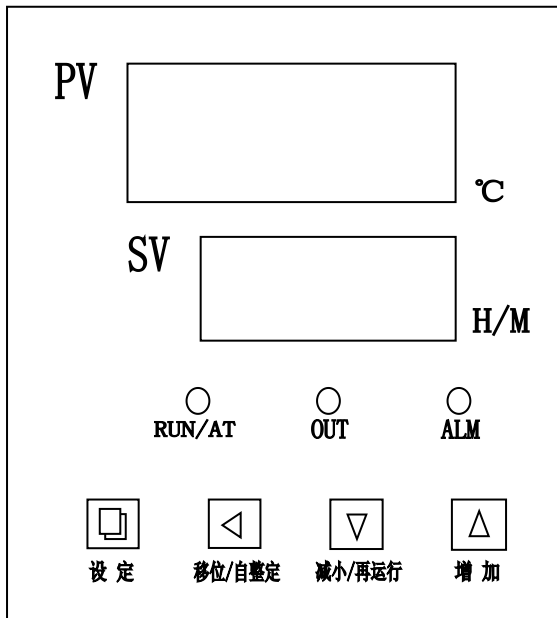 PV
℃
SV
H/M
RUN/AT OUT ALM
设 定 移位/自整定 减小/再运行 增 加